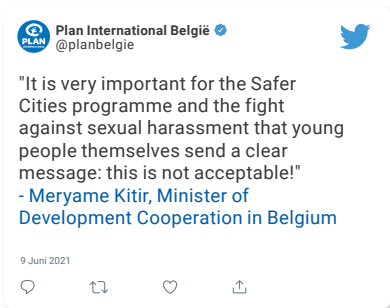 Plan International België
@planbelgie
PLAN
INTERNATIONAL
"It is very important for the Safer
Cities programme and the fight
against sexual harassment that young
people themselves send a clear
message: this is not acceptable!"
- Meryame Kitir, Minister of
Development Cooperation in Belgium
9 Juni 2021